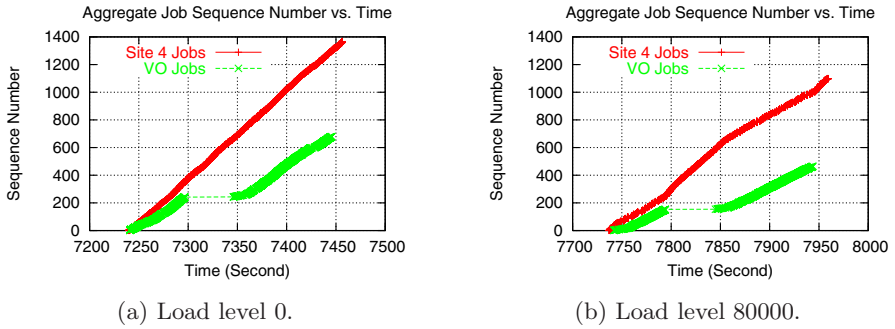 Aggregate Job Sequence Number vs. Time
1400
1200
1000
800
600
400
200
0
Sequence Number
Site 4 Jobs
VO Jobs
7200 7250 7300 7350 7400 7450 7500
Time (Second)
(a) Load level 0.
Aggregate Job Sequence Number vs. Time
1400
1200
1000
800
600
400
200
0
Sequence Number
Site 4 Jobs
VO Jobs
7700 7750 7800 7850 7900 7950 8000
Time (Second)
(b) Load level 80000.